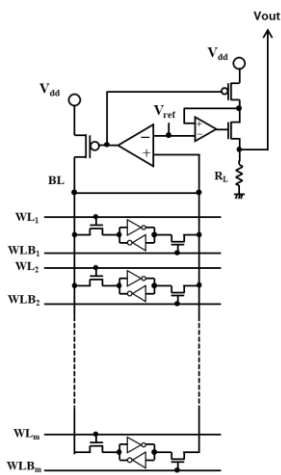 Vout
Vdd
Vdd
Vref
−
+
+
−
BL
RL
WL1
WLB1
WL2
WLB2
WLm
WLBm